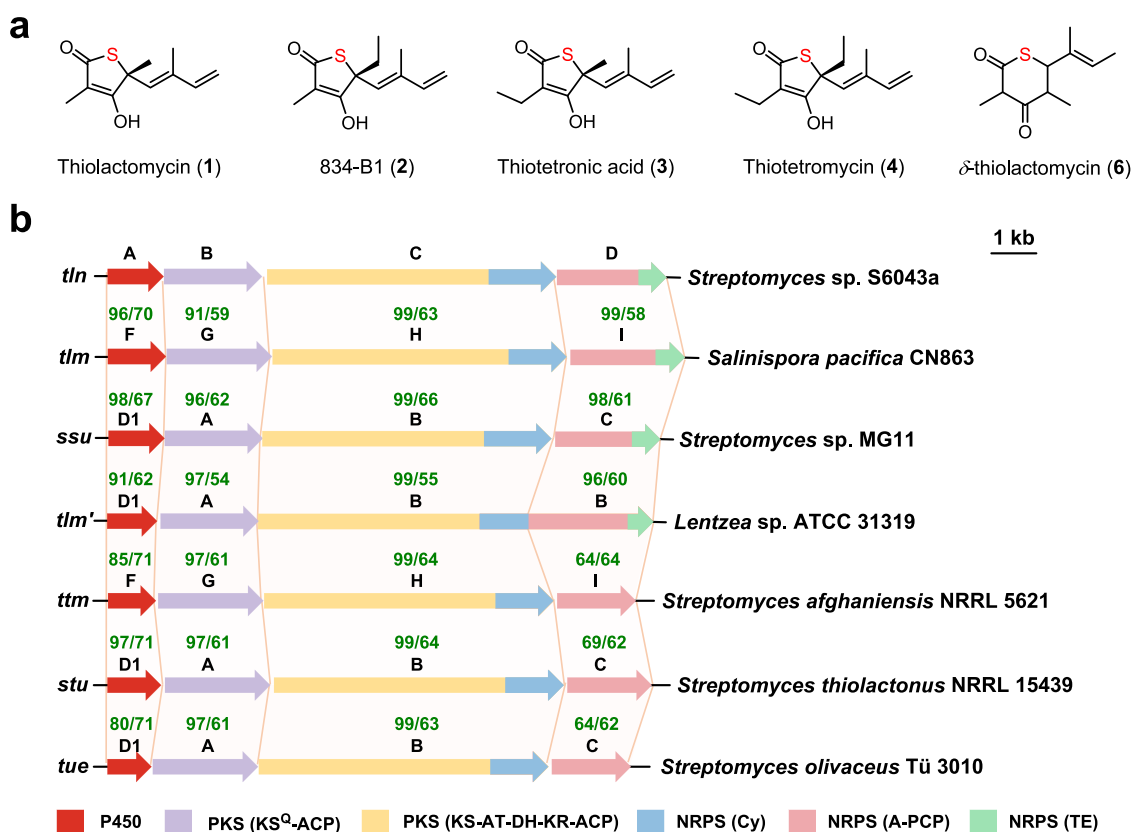 a
O S OH
Thiolactomycin (1)
O S OH
834-B1 (2)
O S OH
Thiotetronic acid (3)
O S OH
Thiotetromycin (4)
O S O
δ-thiolactomycin (6)
b
1 kb
A B C D
tln Streptomyces sp. S6043a
96/70 91/59 99/63 99/58
F G H I
tlm Salinispora pacifica CN863
98/67 96/62 99/66 98/61
D1 A B C
ssu Streptomyces sp. MG11
91/62 97/54 99/55 96/60
D1 A B B
tlm' Lentzea sp. ATCC 31319
85/71 97/61 99/64 64/64
F G H I
ttm Streptomyces afghaniensis NRRL 5621
97/71 97/61 99/64 69/62
D1 A B C
stu Streptomyces thiolactonus NRRL 15439
80/71 97/61 99/63 64/62
D1 A B C
tue Streptomyces olivaceus Tü 3010
P450 PKS (KSQ-ACP) PKS (KS-AT-DH-KR-ACP) NRPS (Cy) NRPS (A-PCP) NRPS (TE)